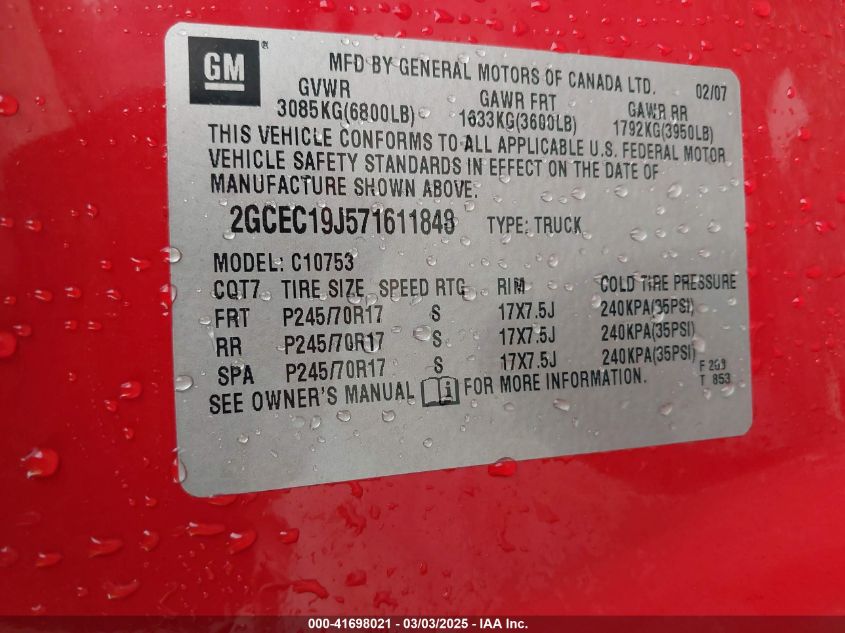 GM
MFD BY GENERAL MOTORS OF CANADA LTD. 02/07
GVWR GAWR FRT GAWR RR
3085KG(6800LB) 1633KG(3600LB) 1792KG(3950LB)
THIS VEHICLE CONFORMS TO ALL APPLICABLE U.S. FEDERAL MOTOR
VEHICLE SAFETY STANDARDS IN EFFECT ON THE DATE OF
MANUFACTURE SHOWN ABOVE.
2GCEC19J571611848 TYPE: TRUCK
MODEL: C10753
CQT7 TIRE SIZE SPEED RTG RIM COLD TIRE PRESSURE
FRT P245/70R17 S 17X7.5J 240KPA(35PSI)
RR P245/70R17 S 17X7.5J 240KPA(35PSI)
SPA P245/70R17 S 17X7.5J 240KPA(35PSI)
F
T 853
SEE OWNER'S MANUAL FOR MORE INFORMATION.
000-41698021 - 03/03/2025 - IAA Inc.